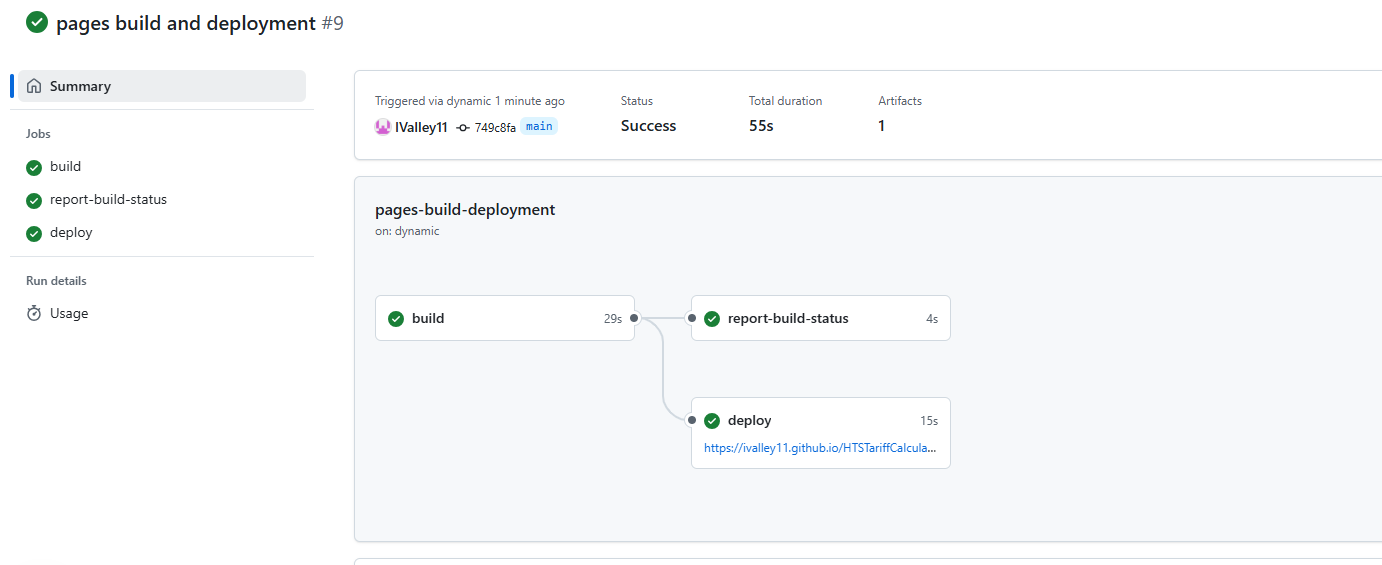 pages build and deployment #9
Summary
Jobs
build
report-build-status
deploy
Run details
Usage
Triggered via dynamic 1 minute ago
IValley11 749c8fa main
Status
Success
Total duration
55s
Artifacts
1
pages-build-deployment
on: dynamic
build 29s
report-build-status 4s
deploy 15s
https://ivalley11.github.io/HTSTariffCalcula...